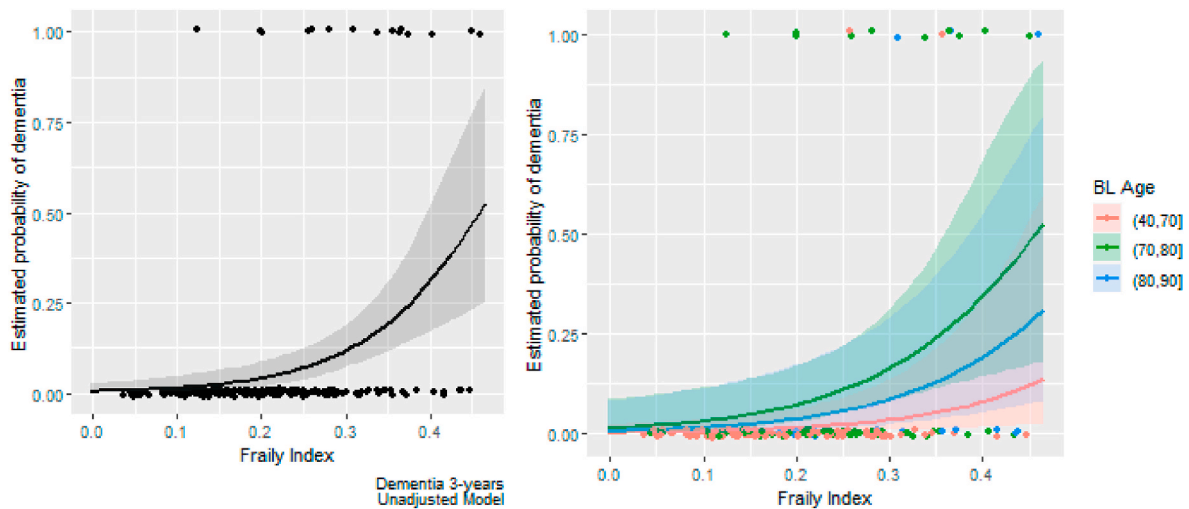 Estimated probability of dementia
1.00
0.75
0.50
0.25
0.00
0.0 0.1 0.2 0.3 0.4
Fraily Index
Dementia 3-years
Unadjusted Model
Estimated probability of dementia
1.00
0.75
0.50
0.25
0.00
0.0 0.1 0.2 0.3 0.4
Fraily Index
BL Age
(40,70]
(70,80]
(80,90]